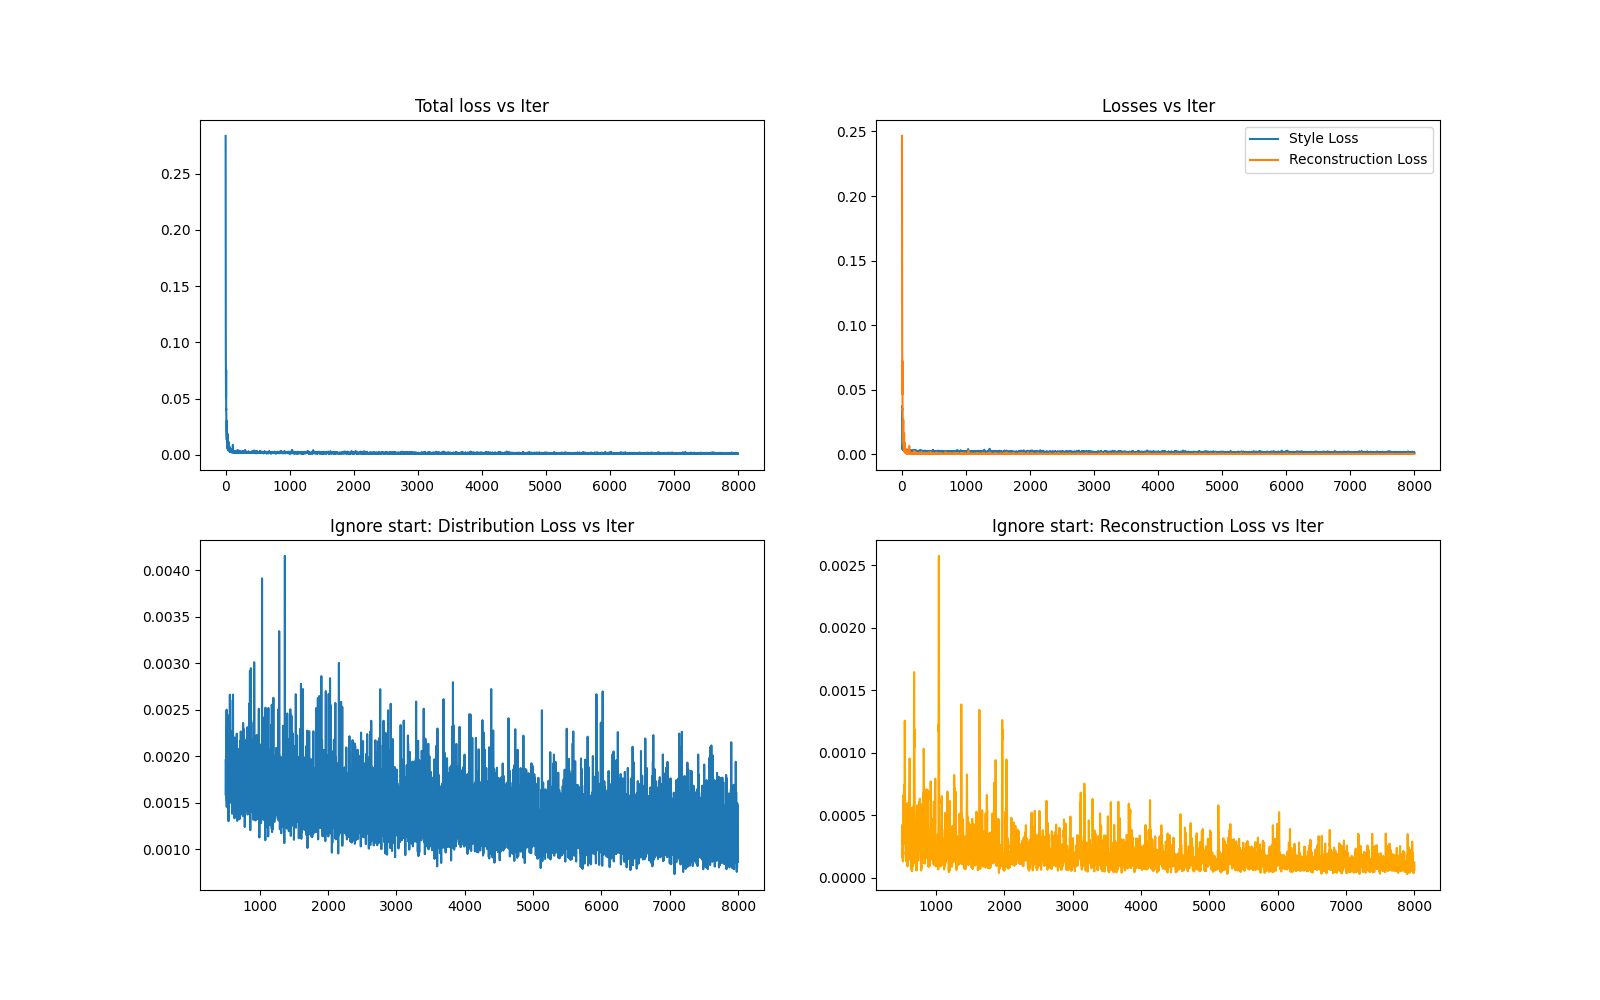 Total loss vs Iter
0.25
0.20
0.15
0.10
0.05
0.00
0 1000 2000 3000 4000 5000 6000 7000 8000
Losses vs Iter
Style Loss
Reconstruction Loss
0.25
0.20
0.15
0.10
0.05
0.00
0 1000 2000 3000 4000 5000 6000 7000 8000
Ignore start: Distribution Loss vs Iter
0.0040
0.0035
0.0030
0.0025
0.0020
0.0015
0.0010
1000 2000 3000 4000 5000 6000 7000 8000
Ignore start: Reconstruction Loss vs Iter
0.0025
0.0020
0.0015
0.0010
0.0005
0.0000
1000 2000 3000 4000 5000 6000 7000 8000